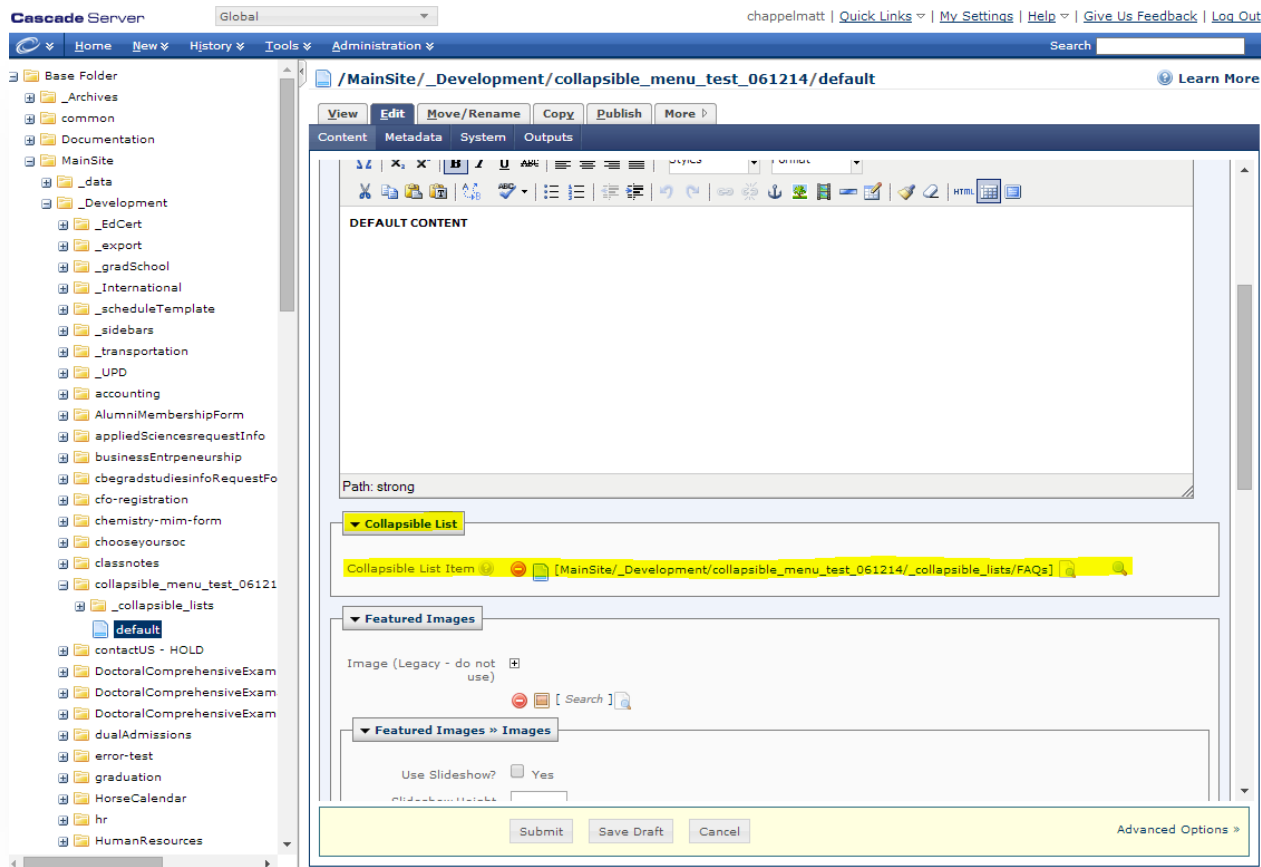 Cascade Server Global chappelmatt | Quick Links | My Settings | Help | Give Us Feedback | Log Out
Home New History Tools Administration Search
Base Folder
_Archives
common
Documentation
MainSite
_data
_Development
_EdCert
_export
_gradSchool
_International
_scheduleTemplate
_sidebars
_transportation
_UPD
accounting
AlumniMembershipForm
appliedSciencesrequestInfo
businessEntrpeneurship
cbegradstudiesinfoRequestFo
cfo-registration
chemistry-mim-form
chooseyoursoc
classnotes
collapsible_menu_test_06121
_collapsible_lists
default
contactUS - HOLD
DoctoralComprehensiveExam
DoctoralComprehensiveExam
DoctoralComprehensiveExam
dualAdmissions
error-test
graduation
HorseCalendar
hr
HumanResources
/MainSite/_Development/collapsible_menu_test_061214/default Learn More
View Edit Move/Rename Copy Publish More
Content Metadata System Outputs
Styles Format
HTML
DEFAULT CONTENT
Path: strong
Collapsible List
Collapsible List Item [MainSite/_Development/collapsible_menu_test_061214/_collapsible_lists/FAQs]
Featured Images
Image (Legacy - do not
use)
[ Search ]
Featured Images » Images
Use Slideshow? Yes
Slideshow Height
Submit Save Draft Cancel Advanced Options »